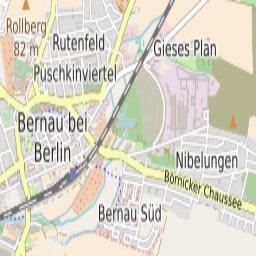 Rollberg
82 m
Rutenfeld
Gieses Plan
Puschkinviertel
Bernau bei
Berlin
Nibelungen
Börnicker Chaussee
Bernau Süd